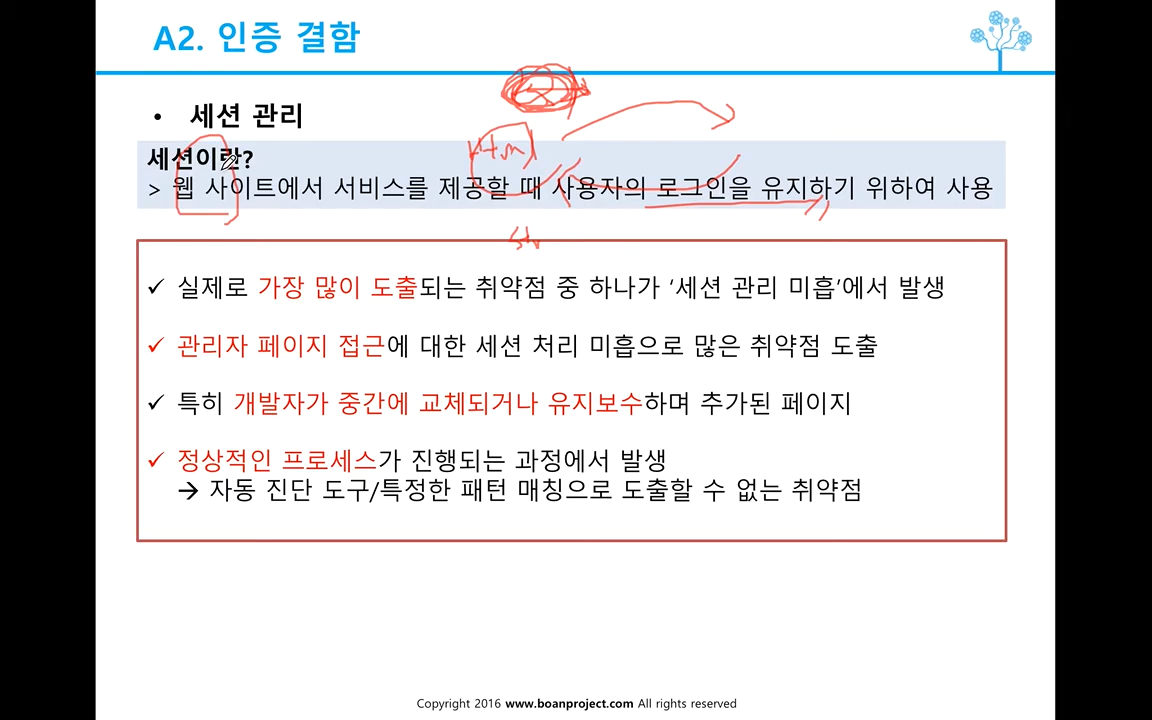 A2. 인증 결함
• 세션 관리
세션이란?
> 웹 사이트에서 서비스를 제공할 때 사용자의 로그인을 유지하기 위하여 사용
✓ 실제로 가장 많이 도출되는 취약점 중 하나가 ‘세션 관리 미흡’에서 발생
✓ 관리자 페이지 접근에 대한 세션 처리 미흡으로 많은 취약점 도출
✓ 특히 개발자가 중간에 교체되거나 유지보수하며 추가된 페이지
✓ 정상적인 프로세스가 진행되는 과정에서 발생
→ 자동 진단 도구/특정한 패턴 매칭으로 도출할 수 없는 취약점
Copyright 2016 www.boanproject.com All rights reserved